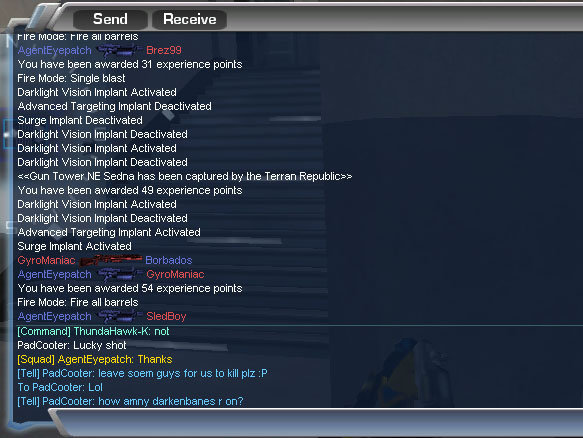 Send Receive
Fire Mode: Fire all barrels
AgentEyepatch Brez99
You have been awarded 31 experience points
Fire Mode: Single blast
Darklight Vision Implant Activated
Advanced Targeting Implant Deactivated
Surge Implant Deactivated
Darklight Vision Implant Deactivated
Darklight Vision Implant Activated
Darklight Vision Implant Deactivated
<<Gun Tower NE Sedna has been captured by the Terran Republic>>
You have been awarded 49 experience points
Darklight Vision Implant Activated
Darklight Vision Implant Deactivated
Advanced Targeting Implant Activated
Surge Implant Activated
GyroManiac Borbados
AgentEyepatch GyroManiac
You have been awarded 54 experience points
Fire Mode: Fire all barrels
AgentEyepatch SledBoy
[Command] ThundaHawk-K: not
PadCooter: Lucky shot
[Squad] AgentEyepatch: Thanks
[Tell] PadCooter: leave soem guys for us to kill plz :P
To PadCooter: Lol
[Tell] PadCooter: how amny darkenbanes r on?